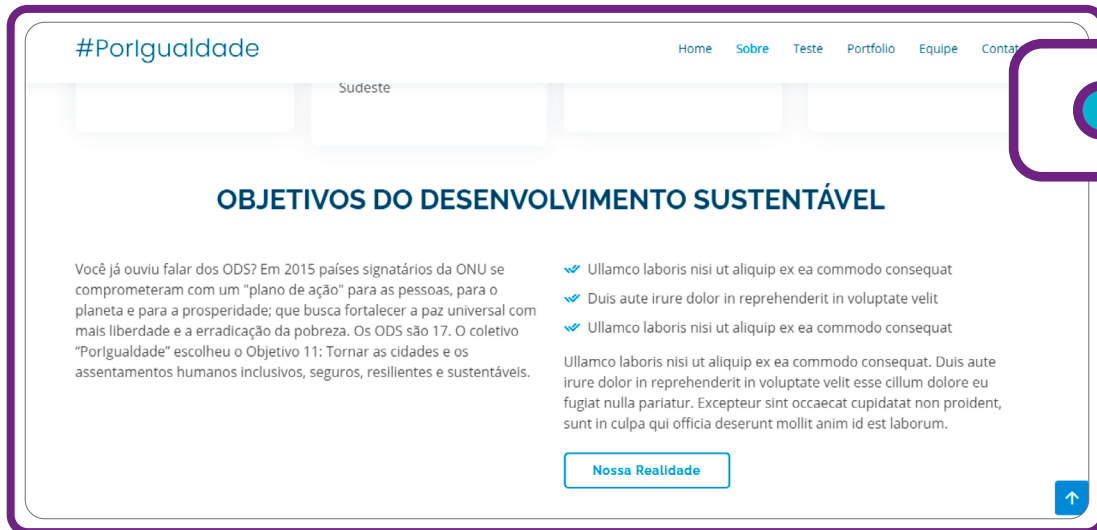 #PorIgualdade
Home Sobre Teste Portfolio Equipe
Sudeste
OBJETIVOS DO DESENVOLVIMENTO SUSTENTÁVEL
Você já ouviu falar dos ODS? Em 2015 países signatários da ONU se
comprometeram com um "plano de ação" para as pessoas, para o
planeta e para a prosperidade; que busca fortalecer a paz universal com
mais liberdade e a erradicação da pobreza. Os ODS são 17. O coletivo
“PorIgualdade” escolheu o Objetivo 11: Tornar as cidades e os
assentamentos humanos inclusivos, seguros, resilientes e sustentáveis.
Ullamco laboris nisi ut aliquip ex ea commodo consequat
Duis aute irure dolor in reprehenderit in voluptate velit
Ullamco laboris nisi ut aliquip ex ea commodo consequat
Ullamco laboris nisi ut aliquip ex ea commodo consequat. Duis aute
irure dolor in reprehenderit in voluptate velit esse cillum dolore eu
fugiat nulla pariatur. Excepteur sint occaecat cupidatat non proident,
sunt in culpa qui officia deserunt mollit anim id est laborum.
Nossa Realidade